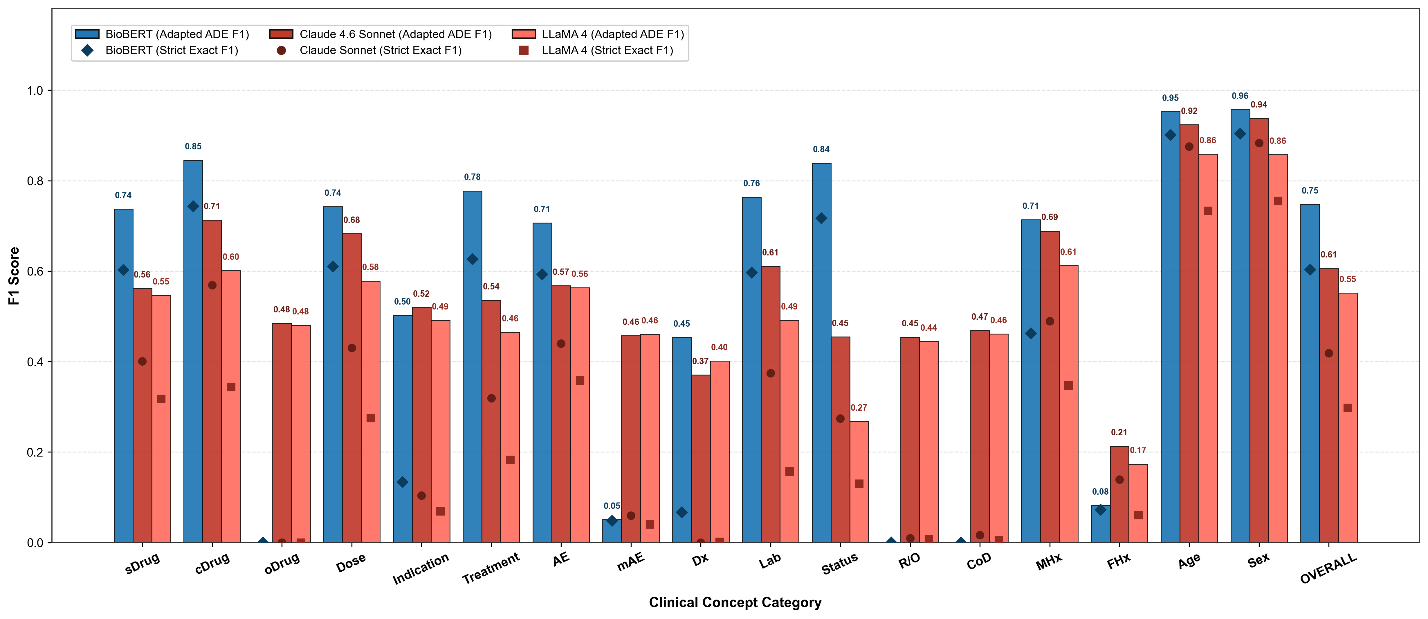 BioBERT (Adapted ADE F1) Claude 4.6 Sonnet (Adapted ADE F1) LLaMA 4 (Adapted ADE F1)
BioBERT (Strict Exact F1) Claude Sonnet (Strict Exact F1) LLaMA 4 (Strict Exact F1)
F1 Score
1.0
0.8
0.6
0.4
0.2
0.0
0.74 0.56 0.55
0.85 0.71 0.60
0.48 0.48
0.74 0.68 0.58
0.50 0.52 0.49
0.78 0.54 0.46
0.71 0.57 0.56
0.05 0.46 0.46
0.45 0.37 0.40
0.76 0.61 0.49
0.84 0.45 0.27
0.45 0.44
0.47 0.46
0.71 0.69 0.61
0.08 0.21 0.17
0.95 0.92 0.86
0.96 0.94 0.86
0.75 0.61 0.55
sDrug cDrug oDrug Dose Indication Treatment AE mAE Dx Lab Status R/O CoD MHx FHx Age Sex OVERALL
Clinical Concept Category